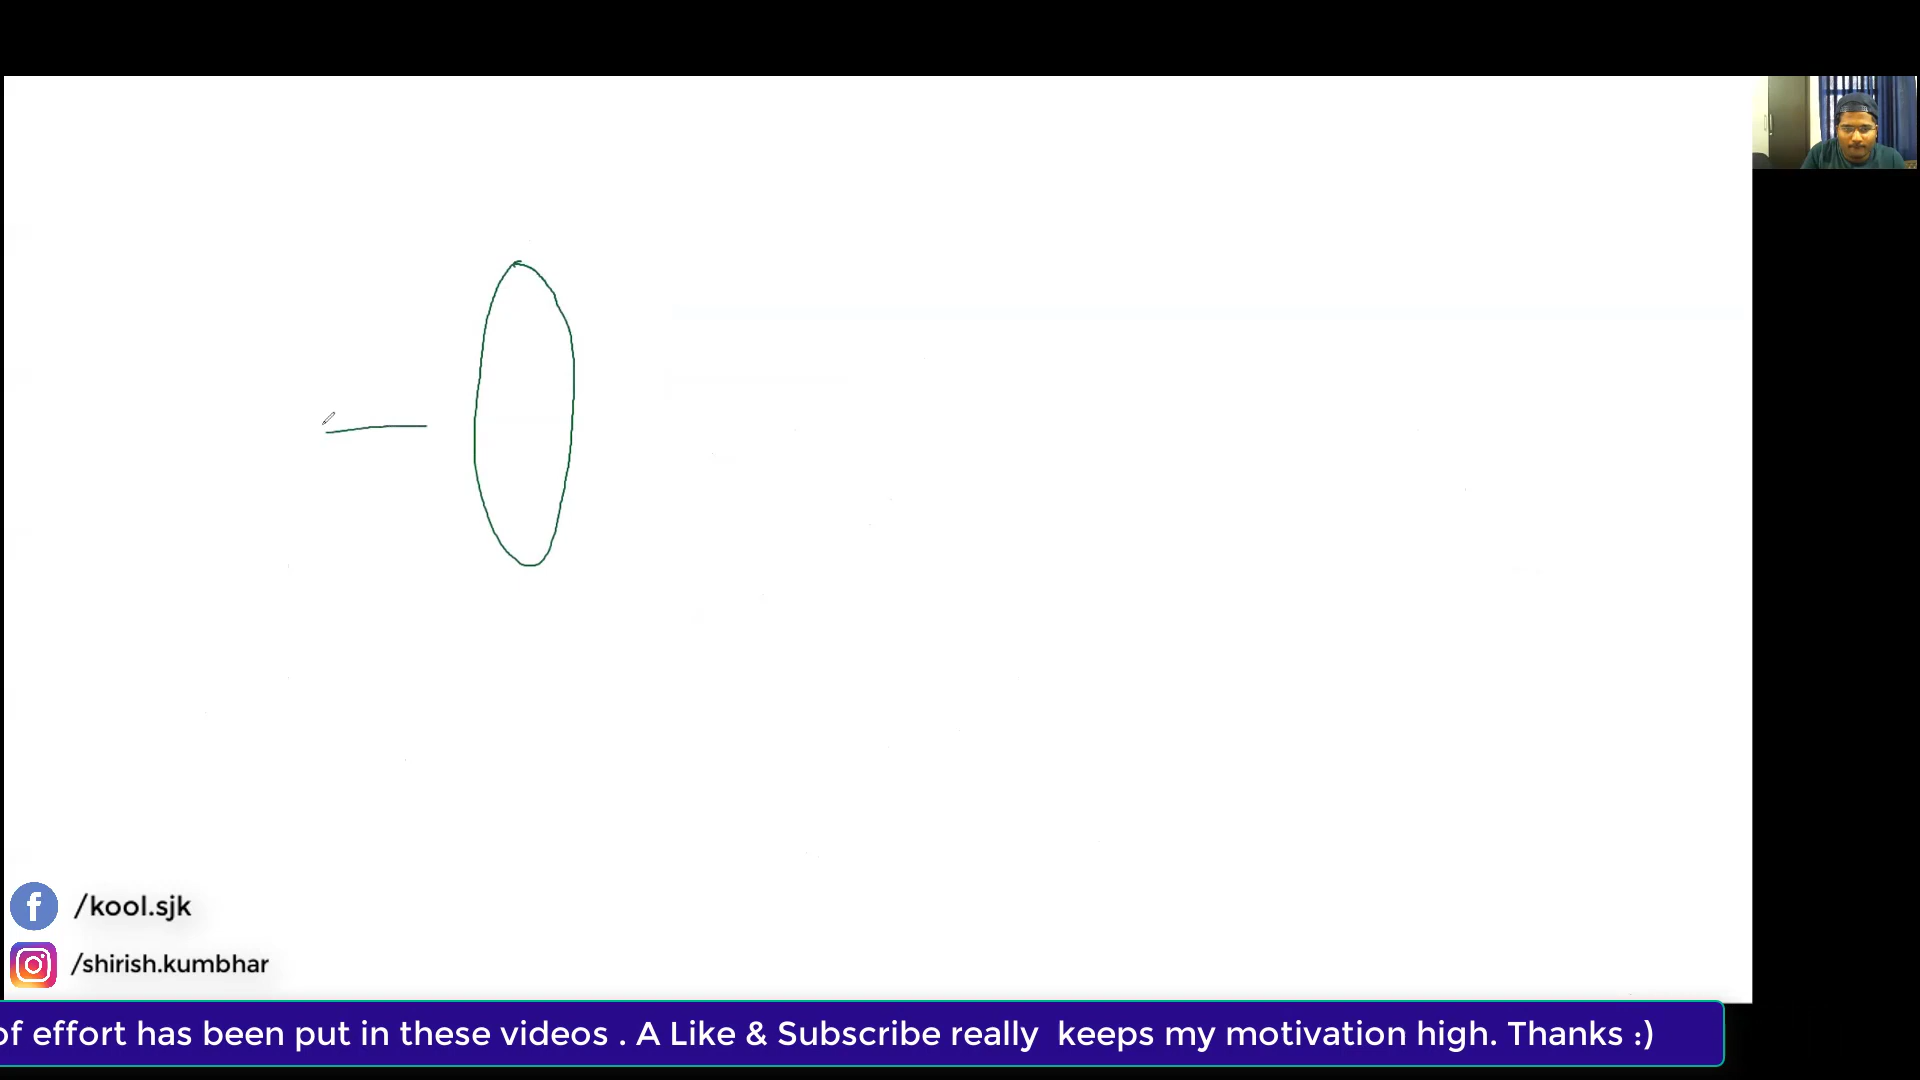 /kool.sjk
/shirish.kumbhar
of effort has been put in these videos . A Like & Subscribe really keeps my motivation high. Thanks :)